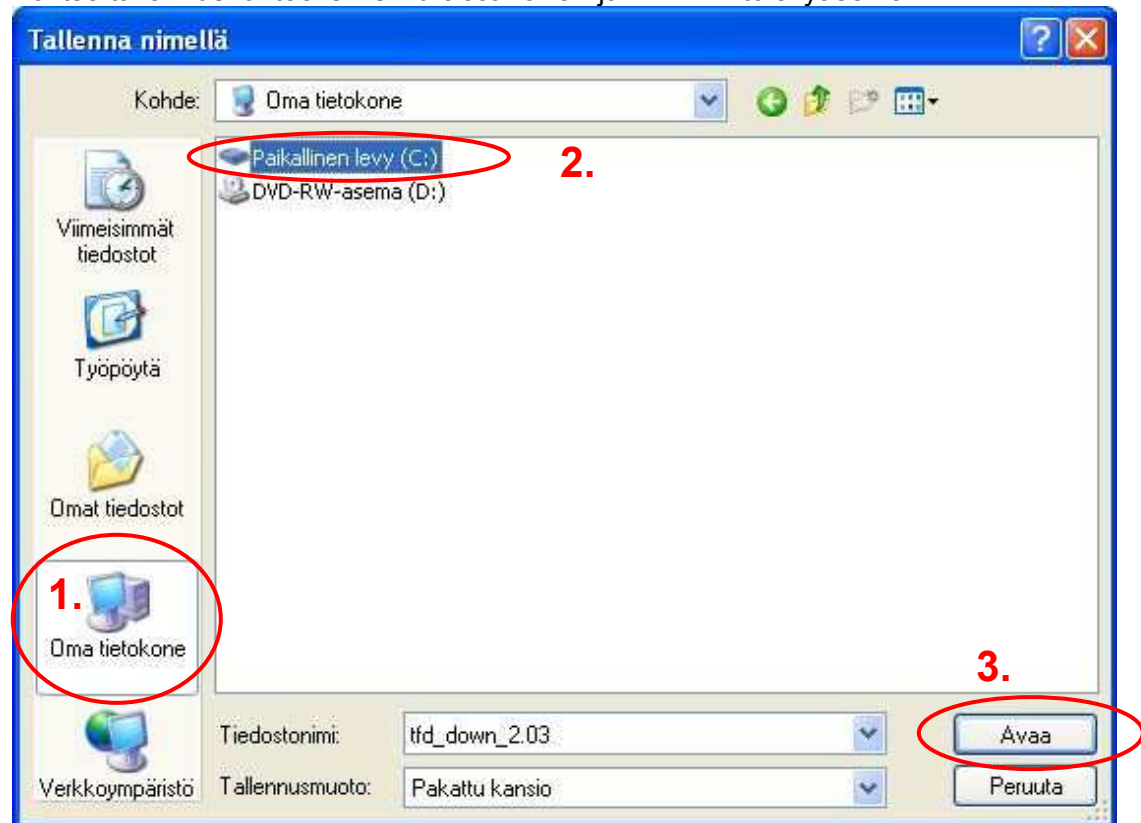 Tallenna nimellä
Kohde: Oma tietokone
Paikallinen levy (C:) 2.
DVD-RW-asema (D:)
Viimeisimmät
tiedostot
Työpöytä
Omat tiedostot
1.
Oma tietokone
3.
Verkkoympäristö
Tiedostonimi: tfd_down_2.03 Avaa
Tallennusmuoto: Pakattu kansio Peruuta